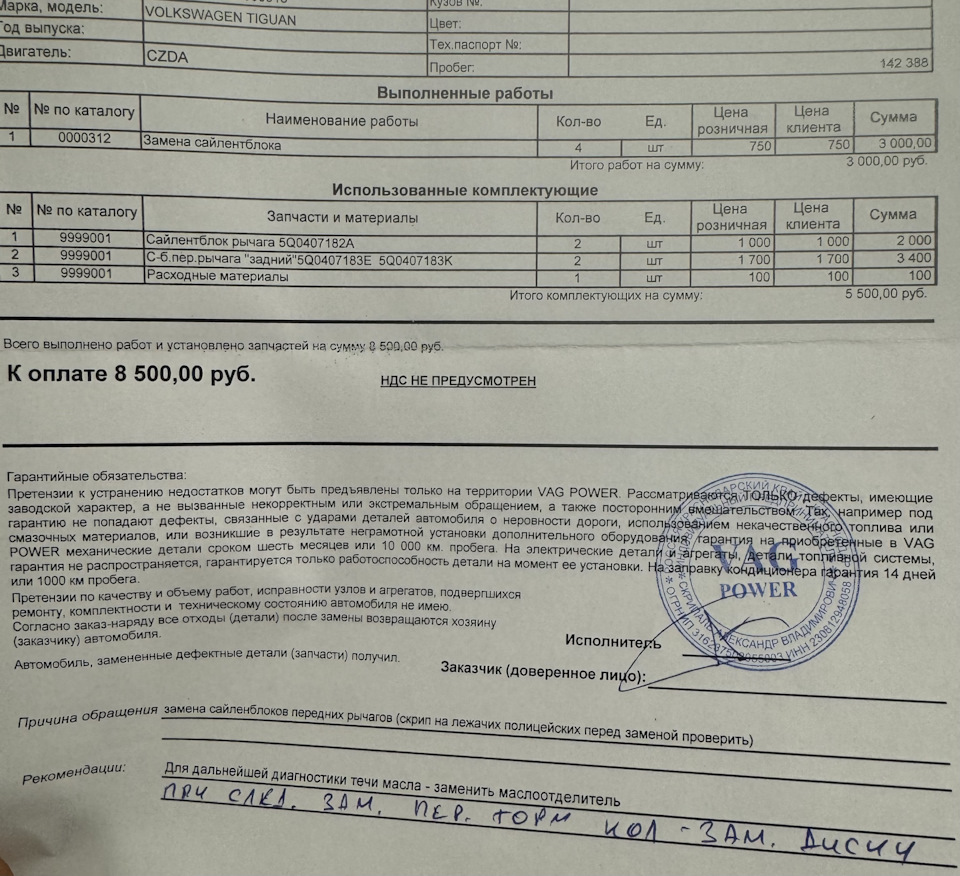 Марка, модель: VOLKSWAGEN TIGUAN Кузов №:
Год выпуска: Цвет:
Двигатель: CZDA Тех.паспорт №:
Пробег: 142 388
Выполненные работы
№ № по каталогу Наименование работы Кол-во Ед. Цена розничная Цена клиента Сумма
1 0000312 Замена сайлентблока 4 шт 750 750 3 000,00
Итого работ на сумму: 3 000,00 руб.
Использованные комплектующие
№ № по каталогу Запчасти и материалы Кол-во Ед. Цена розничная Цена клиента Сумма
1 9999001 Сайлентблок рычага 5Q0407182A 2 шт 1 000 1 000 2 000
2 9999001 С-б.пер.рычага "задний"5Q0407183E 5Q0407183K 2 шт 1 700 1 700 3 400
3 9999001 Расходные материалы 1 шт 100 100 100
Итого комплектующих на сумму: 5 500,00 руб.
Всего выполнено работ и установлено запчастей на сумму 8 500,00 руб.
К оплате 8 500,00 руб. НДС НЕ ПРЕДУСМОТРЕН
Гарантийные обязательства:
Претензии к устранению недостатков могут быть предъявлены только на территории VAG POWER. Рассматриваются ТОЛЬКО дефекты, имеющие
заводской характер, а не вызванные некорректным или экстремальным обращением, а также посторонним вмешательством. Так, например под
гарантию не попадают дефекты, связанные с ударами деталей автомобиля о неровности дороги, использованием некачественного топлива или
смазочных материалов, или возникшие в результате неграмотной установки дополнительного оборудования, гарантия на приобретенные в VAG
POWER механические детали сроком шесть месяцев или 10 000 км. пробега. На электрические детали и агрегаты, детали топливной системы,
гарантия не распространяется, гарантируется только работоспособность детали на момент ее установки. На заправку кондиционера гарантия 14 дней
или 1000 км пробега.
Претензии по качеству и объему работ, исправности узлов и агрегатов, подвергшихся
ремонту, комплектности и техническому состоянию автомобиля не имею.
Согласно заказ-наряду все отходы (детали) после замены возвращаются хозяину
(заказчику) автомобиля.
Автомобиль, замененные дефектные детали (запчасти) получил.
VAG
POWER
СКРИПАЛЬ АЛЕКСАНДР ВЛАДИМИРОВИЧ
Исполнитель
Заказчик (доверенное лицо):
Причина обращения замена сайленблоков передних рычагов (скрип на лежачих полицейских перед заменой проверить)
Рекомендации: Для дальнейшей диагностики течи масла - заменить маслоотделитель
ПРИ СЛЕД. ЗАМ. ПЕР. ТОРМ КОЛ - ЗАМ. ДИСКИ